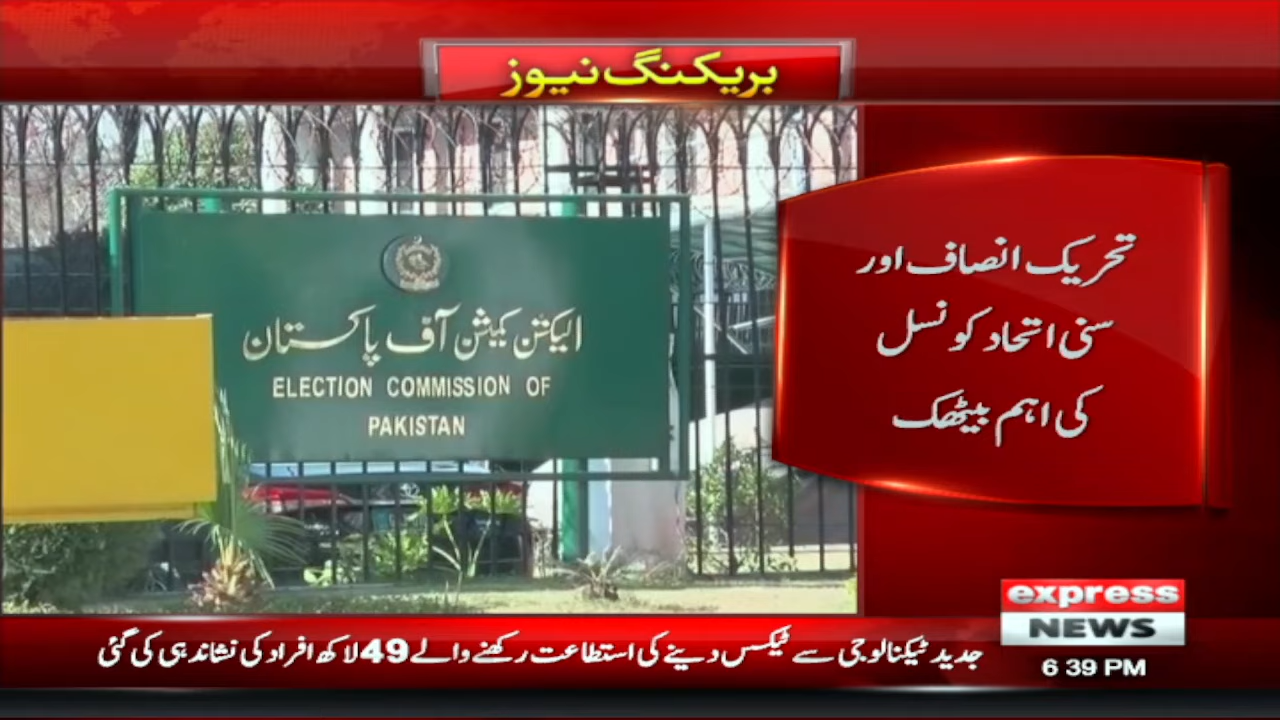 بریکنگ نیوز
الیکشن کمیشن آف پاکستان
ELECTION COMMISSION OF
PAKISTAN
تحریک انصاف اور
سنی اتحاد کونسل
کی اہم بیٹھک
جدید ٹیکنالوجی سے ٹیکس دینے کی استطاعت رکھنے والے 49 لاکھ افراد کی نشاندہی کی گئی
express
NEWS
6 39 PM